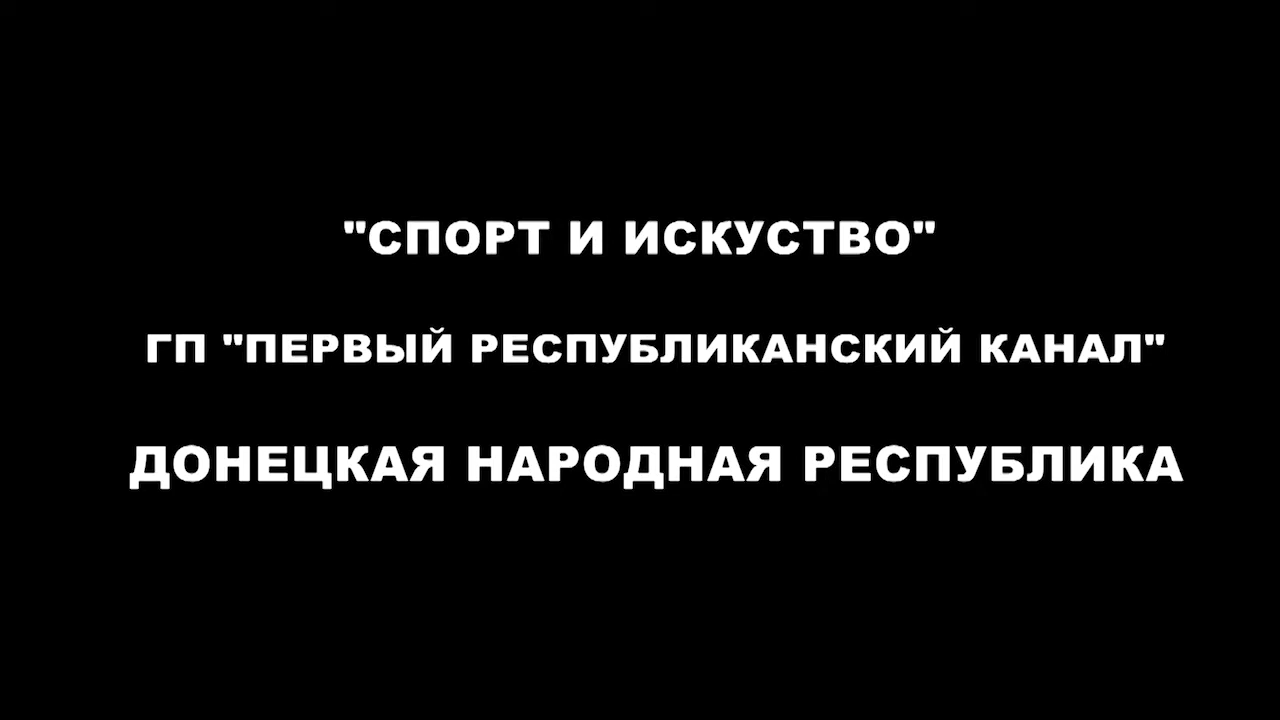 "СПОРТ И ИСКУСТВО"
ГП "ПЕРВЫЙ РЕСПУБЛИКАНСКИЙ КАНАЛ"
ДОНЕЦКАЯ НАРОДНАЯ РЕСПУБЛИКА